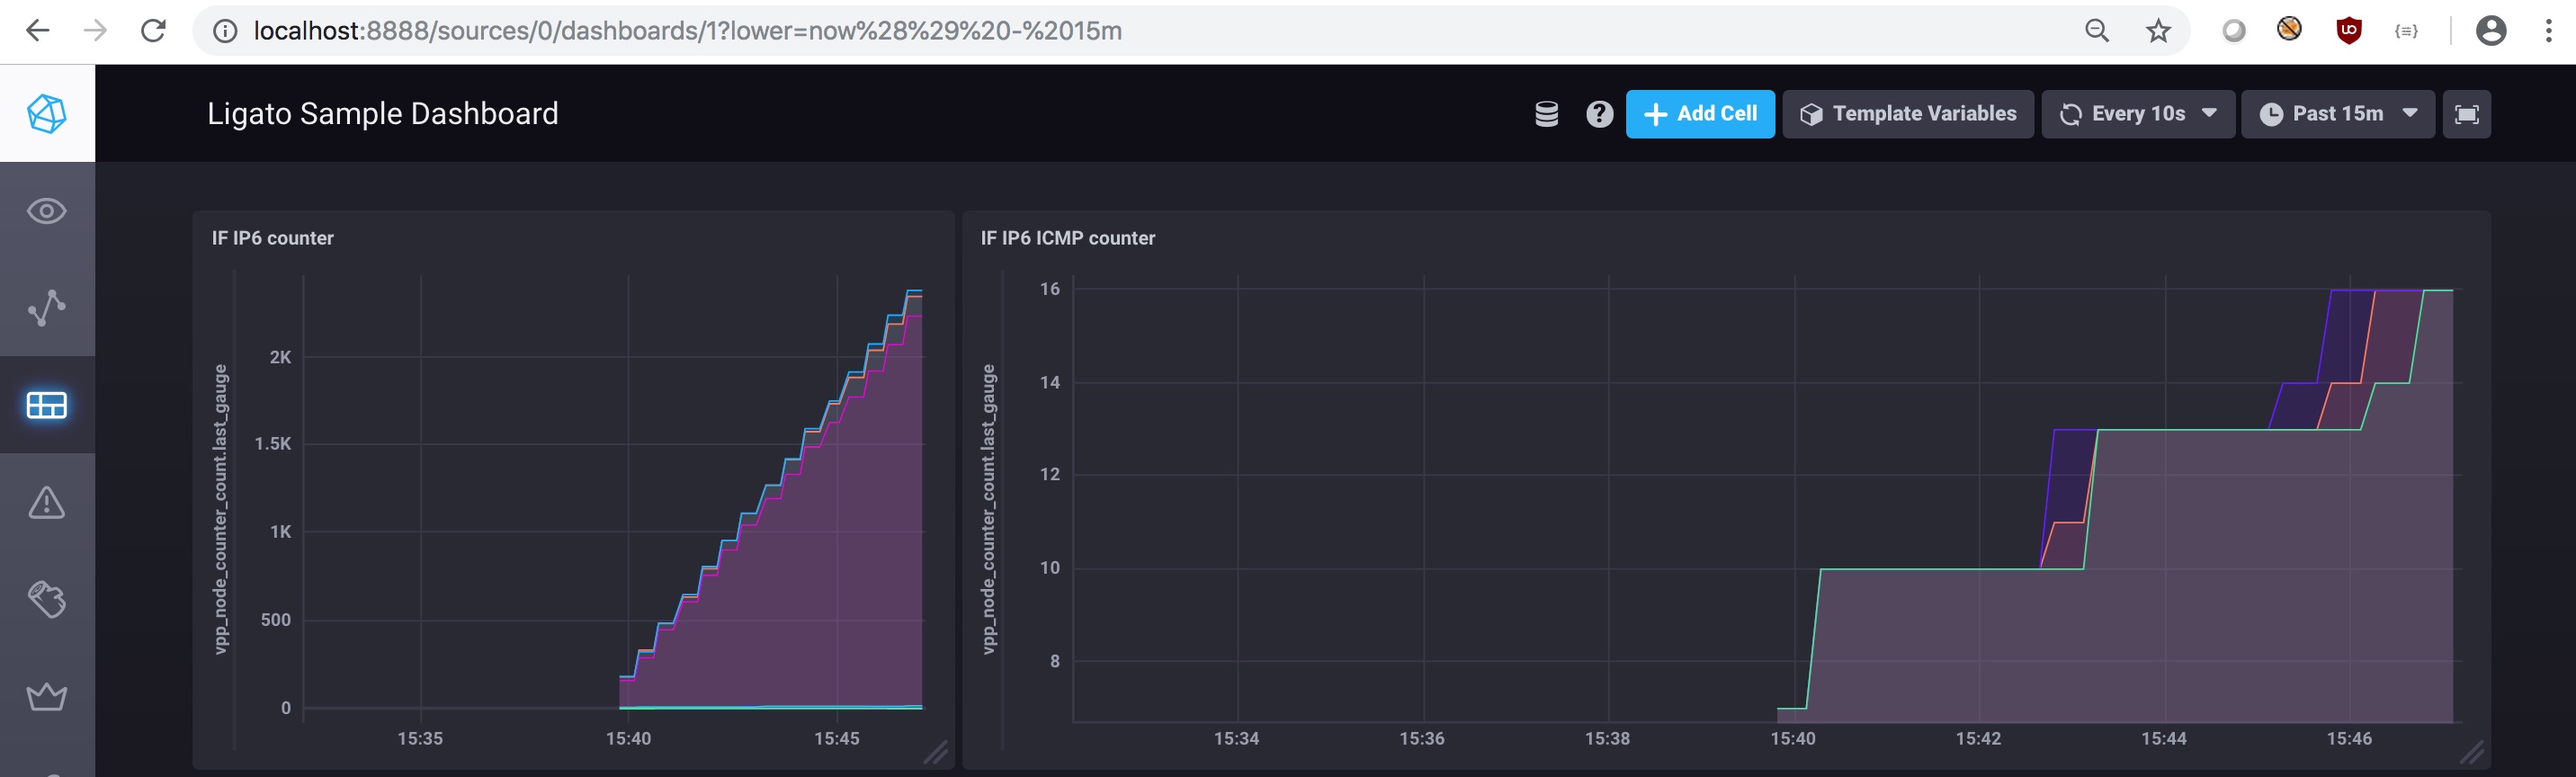 localhost:8888/sources/0/dashboards/1?lower=now%28%29%20-%2015m
Ligato Sample Dashboard
Add Cell
Template Variables
Every 10s
Past 15m
IF IP6 counter
vpp_node_counter_count.last_gauge
2K
1.5K
1K
500
0
15:35 15:40 15:45
IF IP6 ICMP counter
vpp_node_counter_count.last_gauge
16
14
12
10
8
15:34 15:36 15:38 15:40 15:42 15:44 15:46